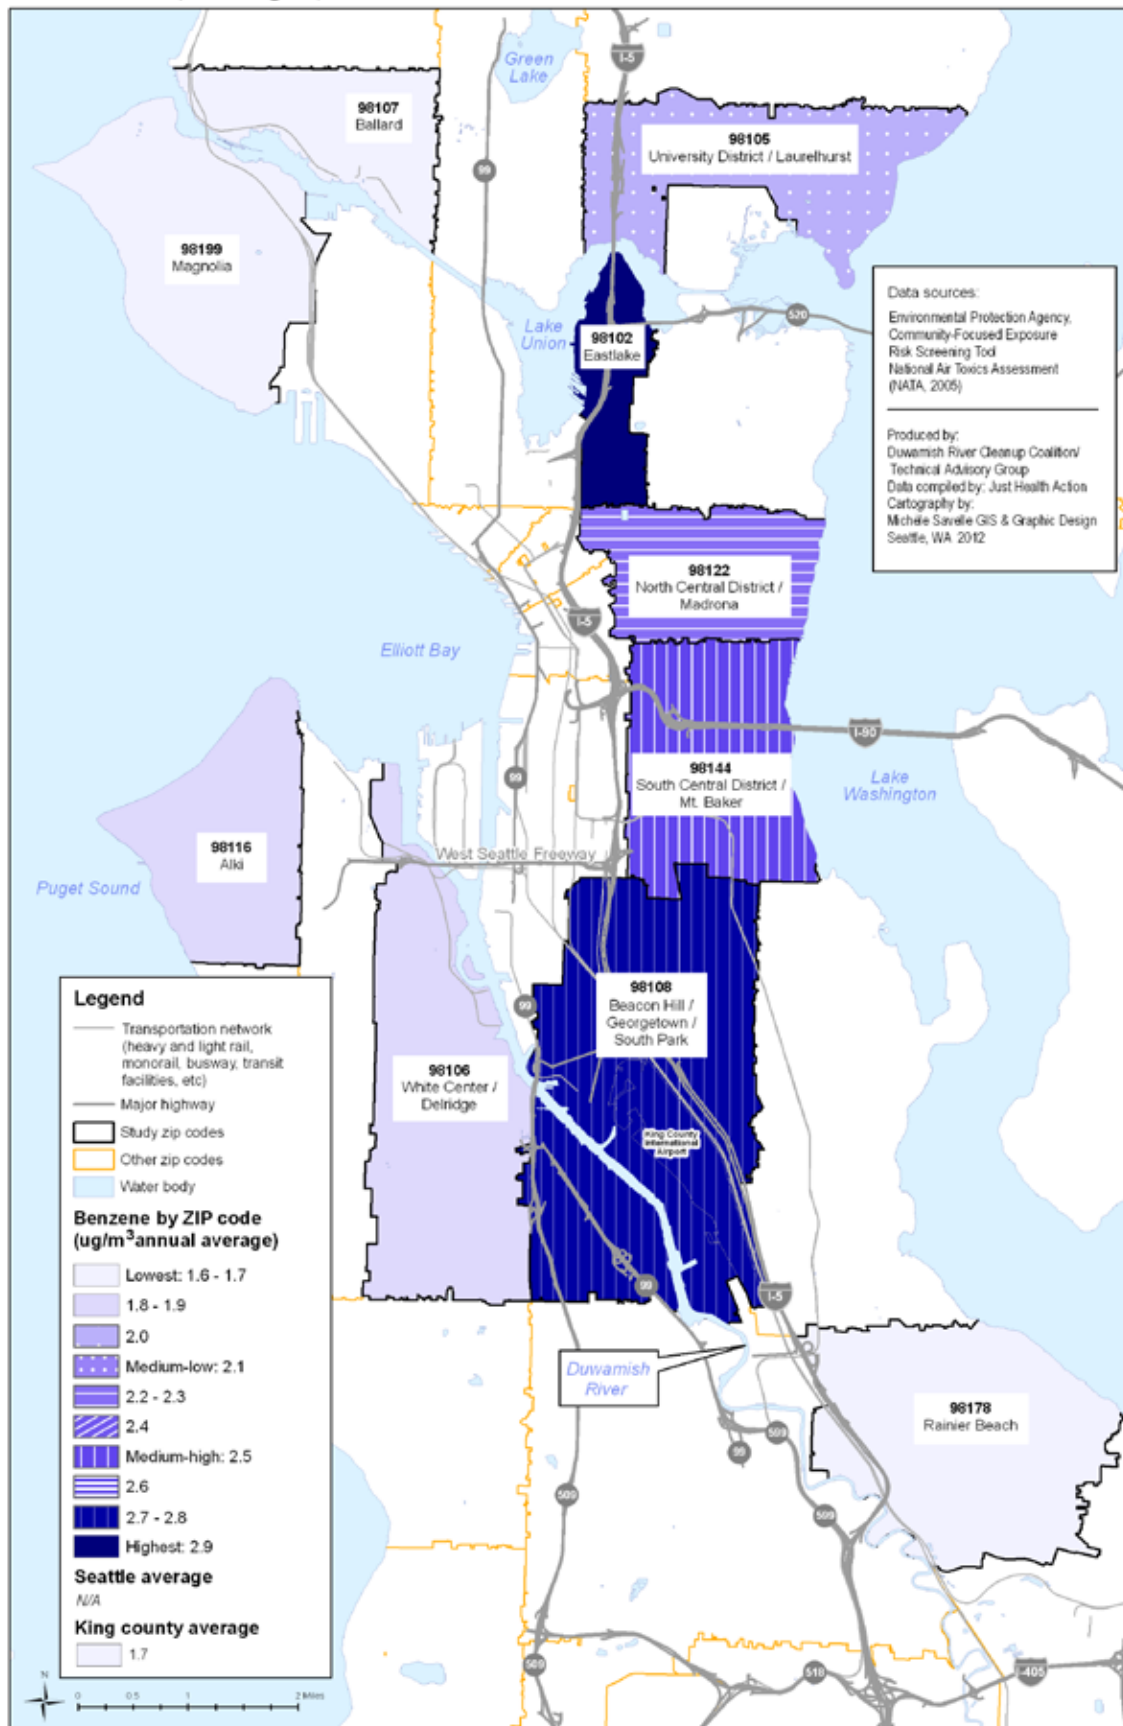 I-5
Green
Lake
98107
Ballard
98105
University District / Laurelhurst
99
98199
Magnolia
Data sources:
Environmental Protection Agency,
Community-Focused Exposure
Risk Screening Tool
National Air Toxics Assessment
(NATA, 2005)
Produced by:
Duwamish River Cleanup Coalition/
Technical Advisory Group
Data compiled by: Just Health Action
Cartography by:
Michele Savelle GIS & Graphic Design
Seattle, WA 2012
520
Lake
Union
98102
Eastlake
98122
North Central District /
Madrona
I-5
Elliott Bay
I-90
98144
South Central District /
Mt. Baker
Lake
Washington
99
West Seattle Freeway
98116
Alki
Puget Sound
98108
Beacon Hill /
Georgetown /
South Park
99
98106
White Center /
Delridge
King County
International
Airport
99
I-5
Duwamish
River
98178
Rainier Beach
599
99
509
599
509
518
I-405
Legend
Transportation network
(heavy and light rail,
monorail, busway, transit
facilities, etc)
Major highway
Study zip codes
Other zip codes
Water body
Benzene by ZIP code
(ug/m³annual average)
Lowest: 1.6 - 1.7
1.8 - 1.9
2.0
Medium-low: 2.1
2.2 - 2.3
2.4
Medium-high: 2.5
2.6
2.7 - 2.8
Highest: 2.9
Seattle average
N/A
King county average
1.7
N
0 0.5 1 2 Miles